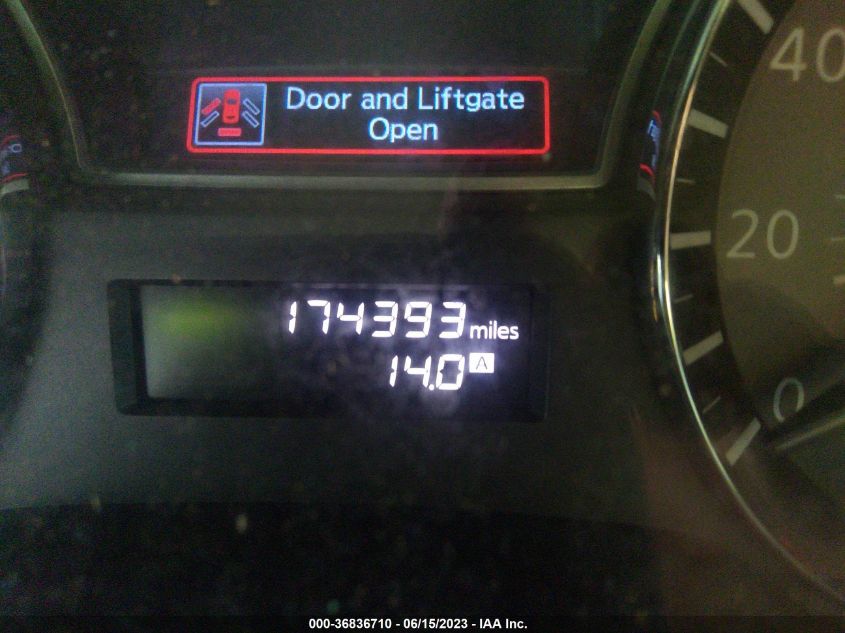 Door and Liftgate
Open
40
20
0
174393 miles
14.0 A
000-36836710 - 06/15/2023 - IAA Inc.